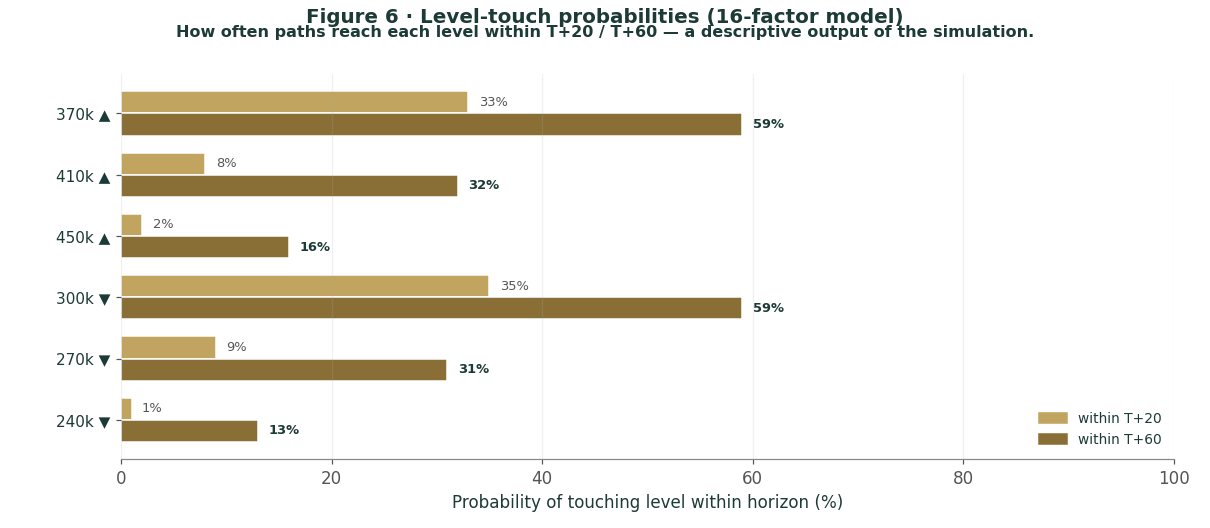 Figure 6 · Level-touch probabilities (16-factor model)
How often paths reach each level within T+20 / T+60 — a descriptive output of the simulation.
370k ▲
33%
59%
410k ▲
8%
32%
450k ▲
2%
16%
300k ▼
35%
59%
270k ▼
9%
31%
240k ▼
1%
13%
within T+20
within T+60
0 20 40 60 80 100
Probability of touching level within horizon (%)